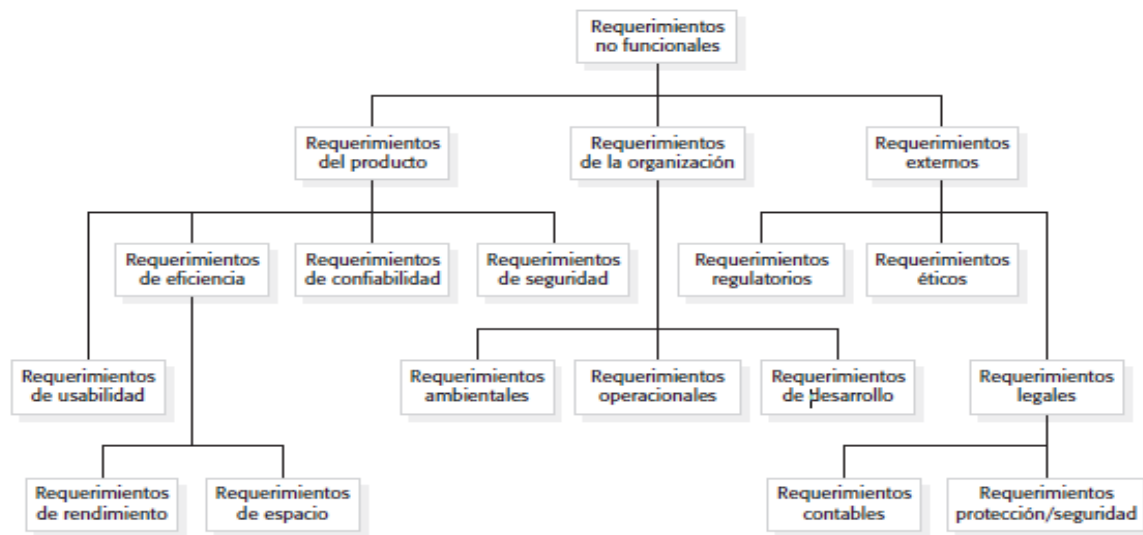 Requerimientos
no funcionales
Requerimientos
del producto
Requerimientos
de la organización
Requerimientos
externos
Requerimientos
de eficiencia
Requerimientos
de confiabilidad
Requerimientos
de seguridad
Requerimientos
regulatorios
Requerimientos
éticos
Requerimientos
de usabilidad
Requerimientos
ambientales
Requerimientos
operacionales
Requerimientos
de desarrollo
Requerimientos
legales
Requerimientos
de rendimiento
Requerimientos
de espacio
Requerimientos
contables
Requerimientos
protección/seguridad